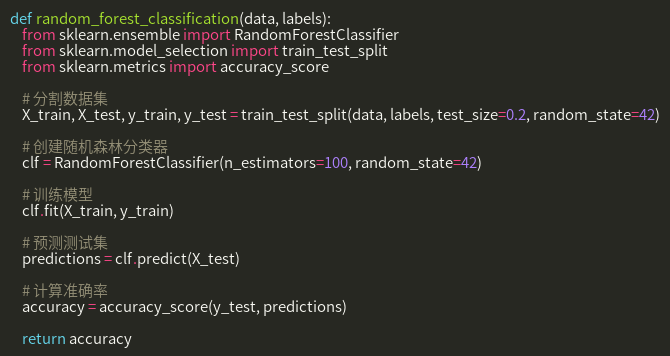 def random_forest_classification(data, labels):
    from sklearn.ensemble import RandomForestClassifier
    from sklearn.model_selection import train_test_split
    from sklearn.metrics import accuracy_score
    # 分割数据集
    X_train, X_test, y_train, y_test = train_test_split(data, labels, test_size=0.2, random_state=42)
    # 创建随机森林分类器
    clf = RandomForestClassifier(n_estimators=100, random_state=42)
    # 训练模型
    clf.fit(X_train, y_train)
    # 预测测试集
    predictions = clf.predict(X_test)
    # 计算准确率
    accuracy = accuracy_score(y_test, predictions)
    return accuracy